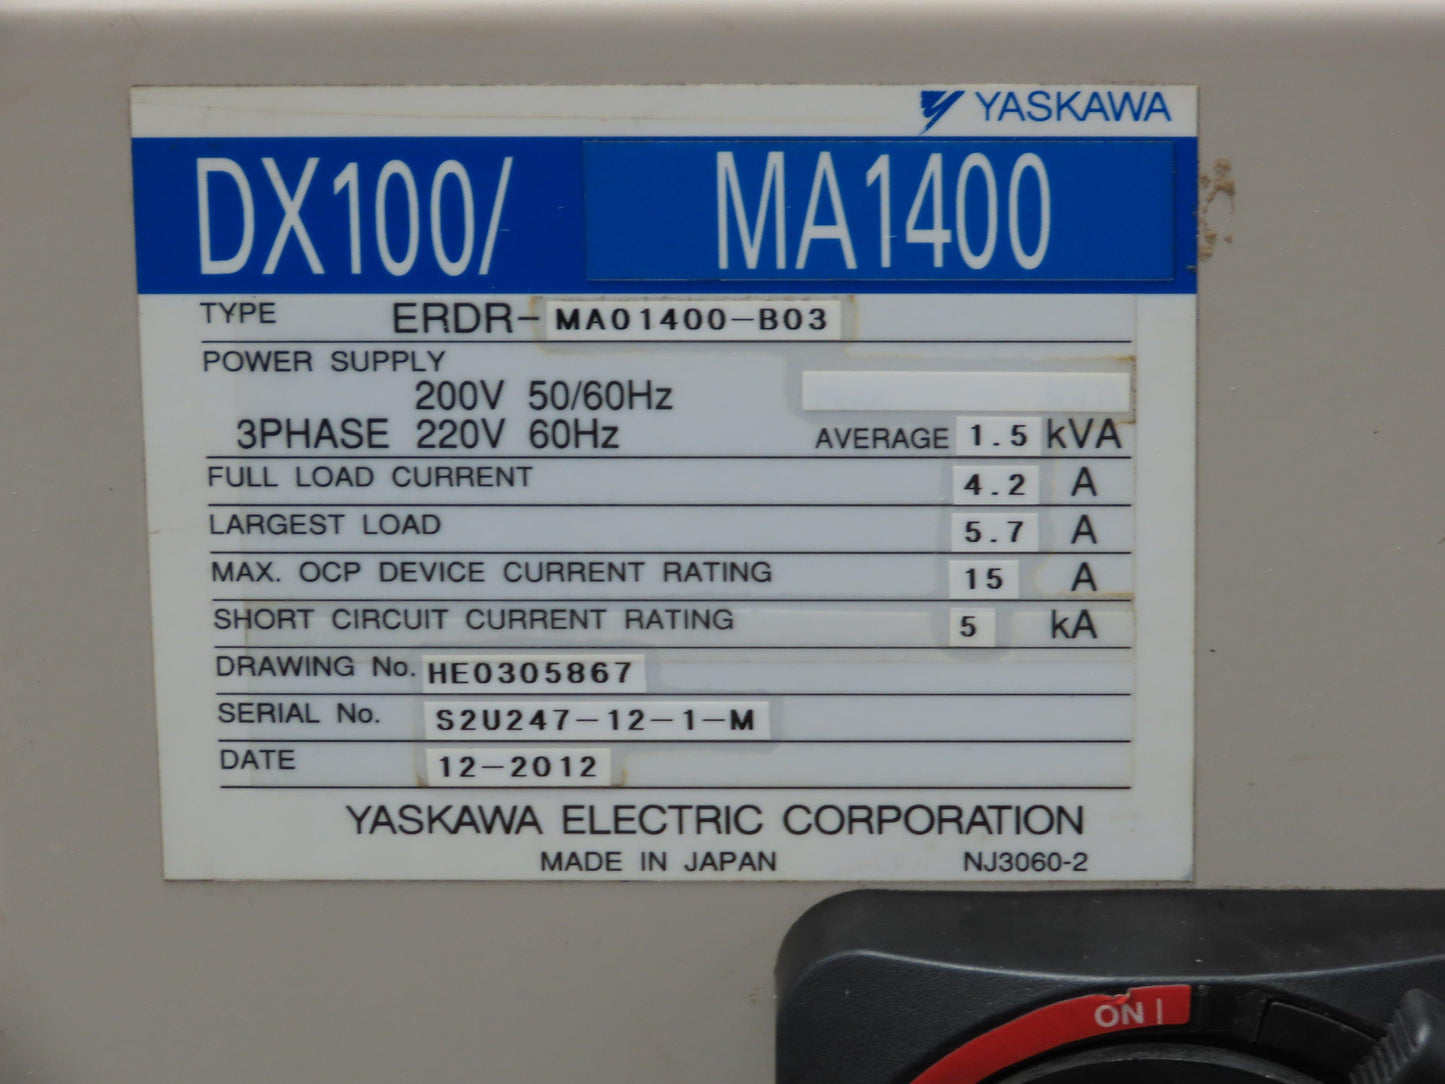 YASKAWA
DX100/ MA1400
TYPE ERDR-MA01400-B03
POWER SUPPLY
200V 50/60Hz
3PHASE 220V 60Hz AVERAGE 1.5 kVA
FULL LOAD CURRENT 4.2 A
LARGEST LOAD 5.7 A
MAX. OCP DEVICE CURRENT RATING 15 A
SHORT CIRCUIT CURRENT RATING 5 kA
DRAWING No. HE0305867
SERIAL No. S2U247-12-1-M
DATE 12-2012
YASKAWA ELECTRIC CORPORATION
MADE IN JAPAN NJ3060-2
ON |